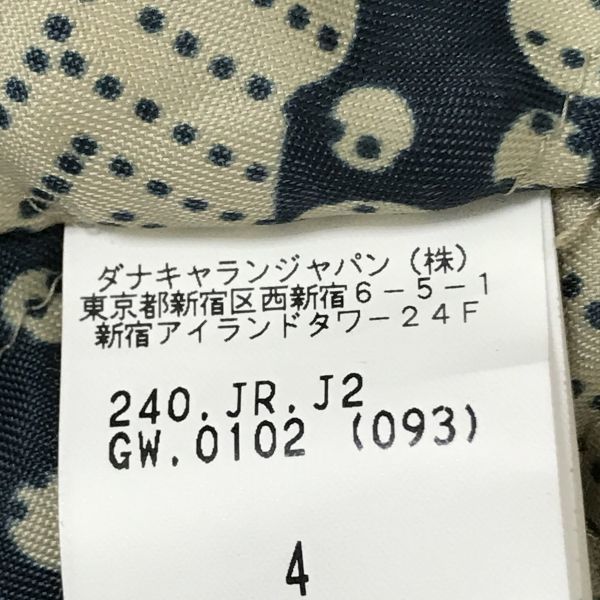 ダナキャランジャパン（株）
東京都新宿区西新宿６－５－１
新宿アイランドタワー２４Ｆ
240.JR.J2
GW.0102 (093)
4